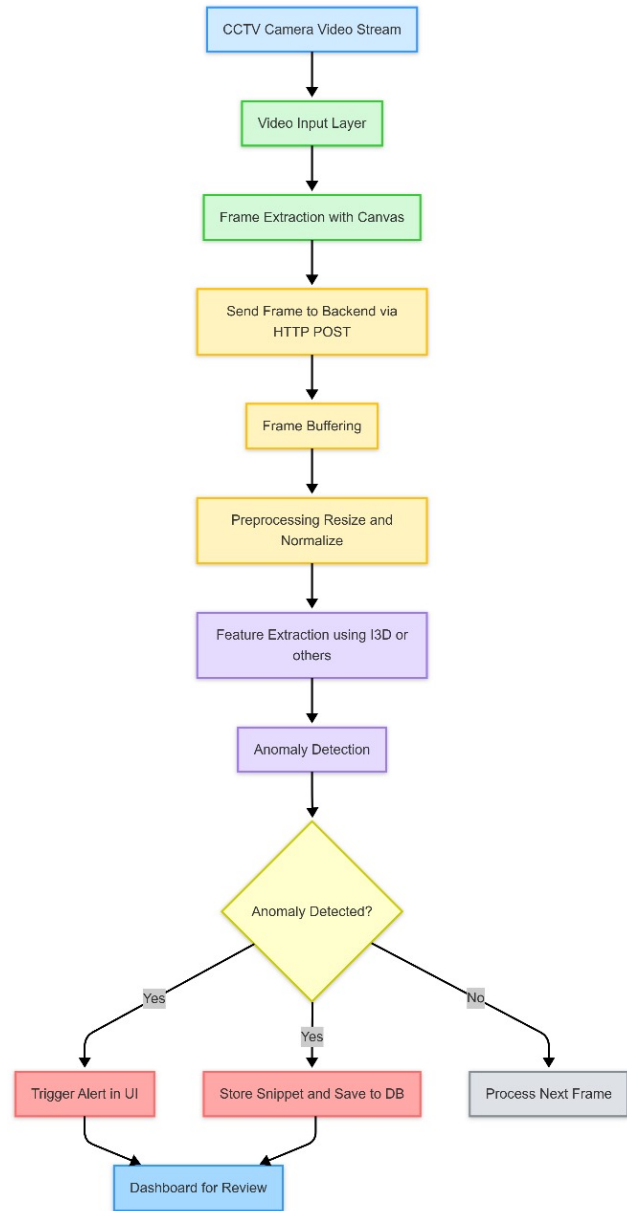 CCTV Camera Video Stream
Video Input Layer
Frame Extraction with Canvas
Send Frame to Backend via
HTTP POST
Frame Buffering
Preprocessing Resize and
Normalize
Feature Extraction using I3D or
others
Anomaly Detection
Anomaly Detected?
Yes
Yes
No
Trigger Alert in UI
Store Snippet and Save to DB
Process Next Frame
Dashboard for Review